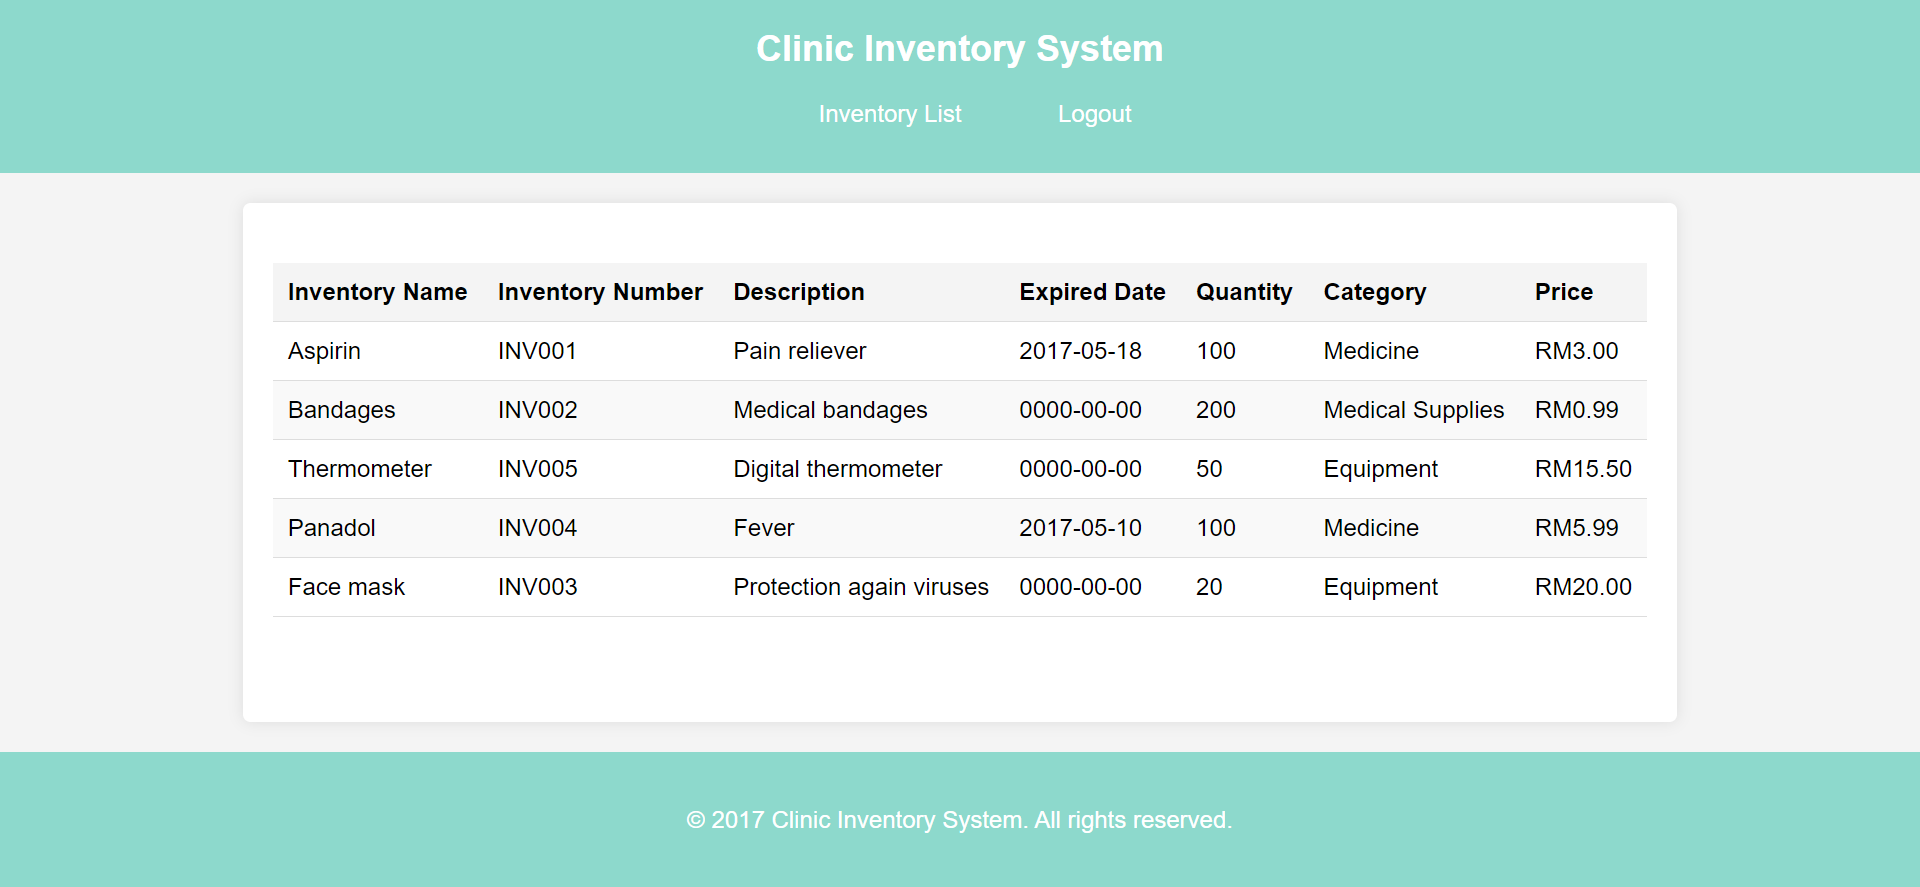 Clinic Inventory System
Inventory List Logout
Inventory Name Inventory Number Description Expired Date Quantity Category Price
Aspirin INV001 Pain reliever 2017-05-18 100 Medicine RM3.00
Bandages INV002 Medical bandages 0000-00-00 200 Medical Supplies RM0.99
Thermometer INV005 Digital thermometer 0000-00-00 50 Equipment RM15.50
Panadol INV004 Fever 2017-05-10 100 Medicine RM5.99
Face mask INV003 Protection again viruses 0000-00-00 20 Equipment RM20.00
© 2017 Clinic Inventory System. All rights reserved.